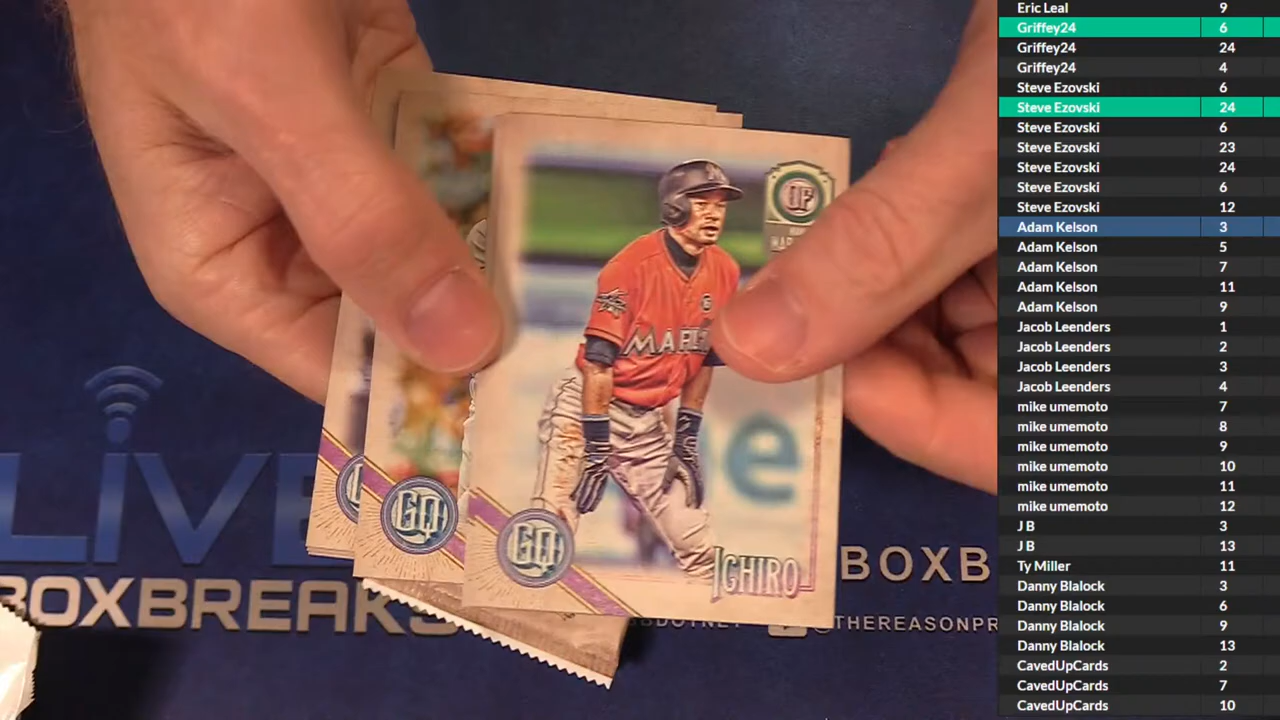 OF
MARLINS
ICHIRO
GQ
GQ
LIVE
BOXBREAKS
BOXB
@THEREASONPR
Eric Leal 9
Griffey24 6
Griffey24 24
Griffey24 4
Steve Ezovski 6
Steve Ezovski 24
Steve Ezovski 6
Steve Ezovski 23
Steve Ezovski 24
Steve Ezovski 6
Steve Ezovski 12
Adam Kelson 3
Adam Kelson 5
Adam Kelson 7
Adam Kelson 11
Adam Kelson 9
Jacob Leenders 1
Jacob Leenders 2
Jacob Leenders 3
Jacob Leenders 4
mike umemoto 7
mike umemoto 8
mike umemoto 9
mike umemoto 10
mike umemoto 11
mike umemoto 12
J B 3
J B 13
Ty Miller 11
Danny Blalock 3
Danny Blalock 6
Danny Blalock 9
Danny Blalock 13
CavedUpCards 2
CavedUpCards 7
CavedUpCards 10